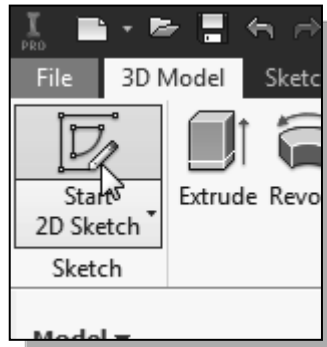 I
PRO
File 3D Model Sketc
Start
2D Sketch
Extrude Revo
Sketch
Model